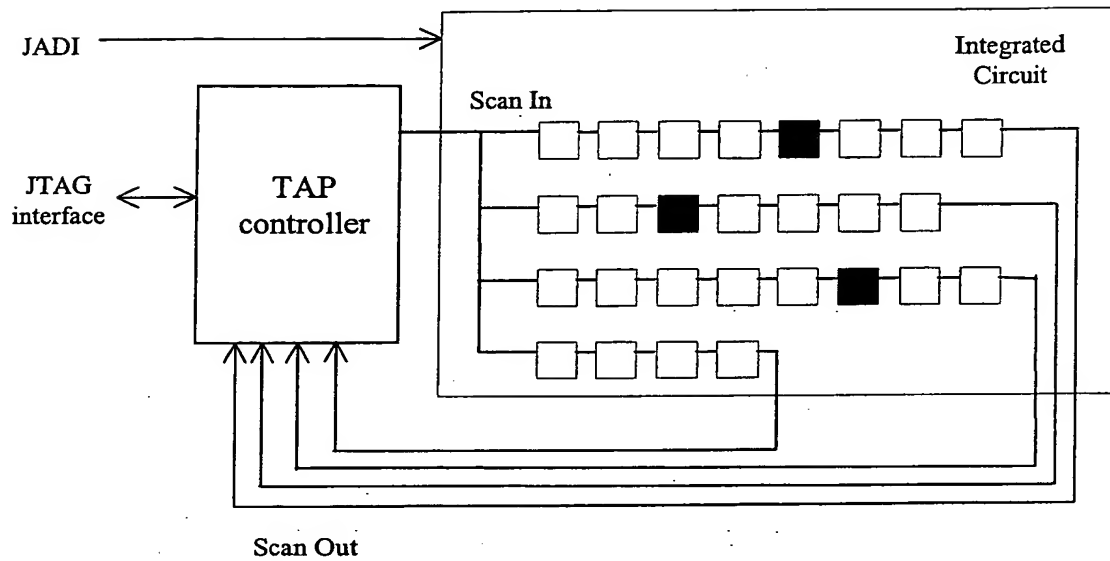 JADI
Integrated
Circuit
Scan In
JTAG
interface
TAP
controller
Scan Out